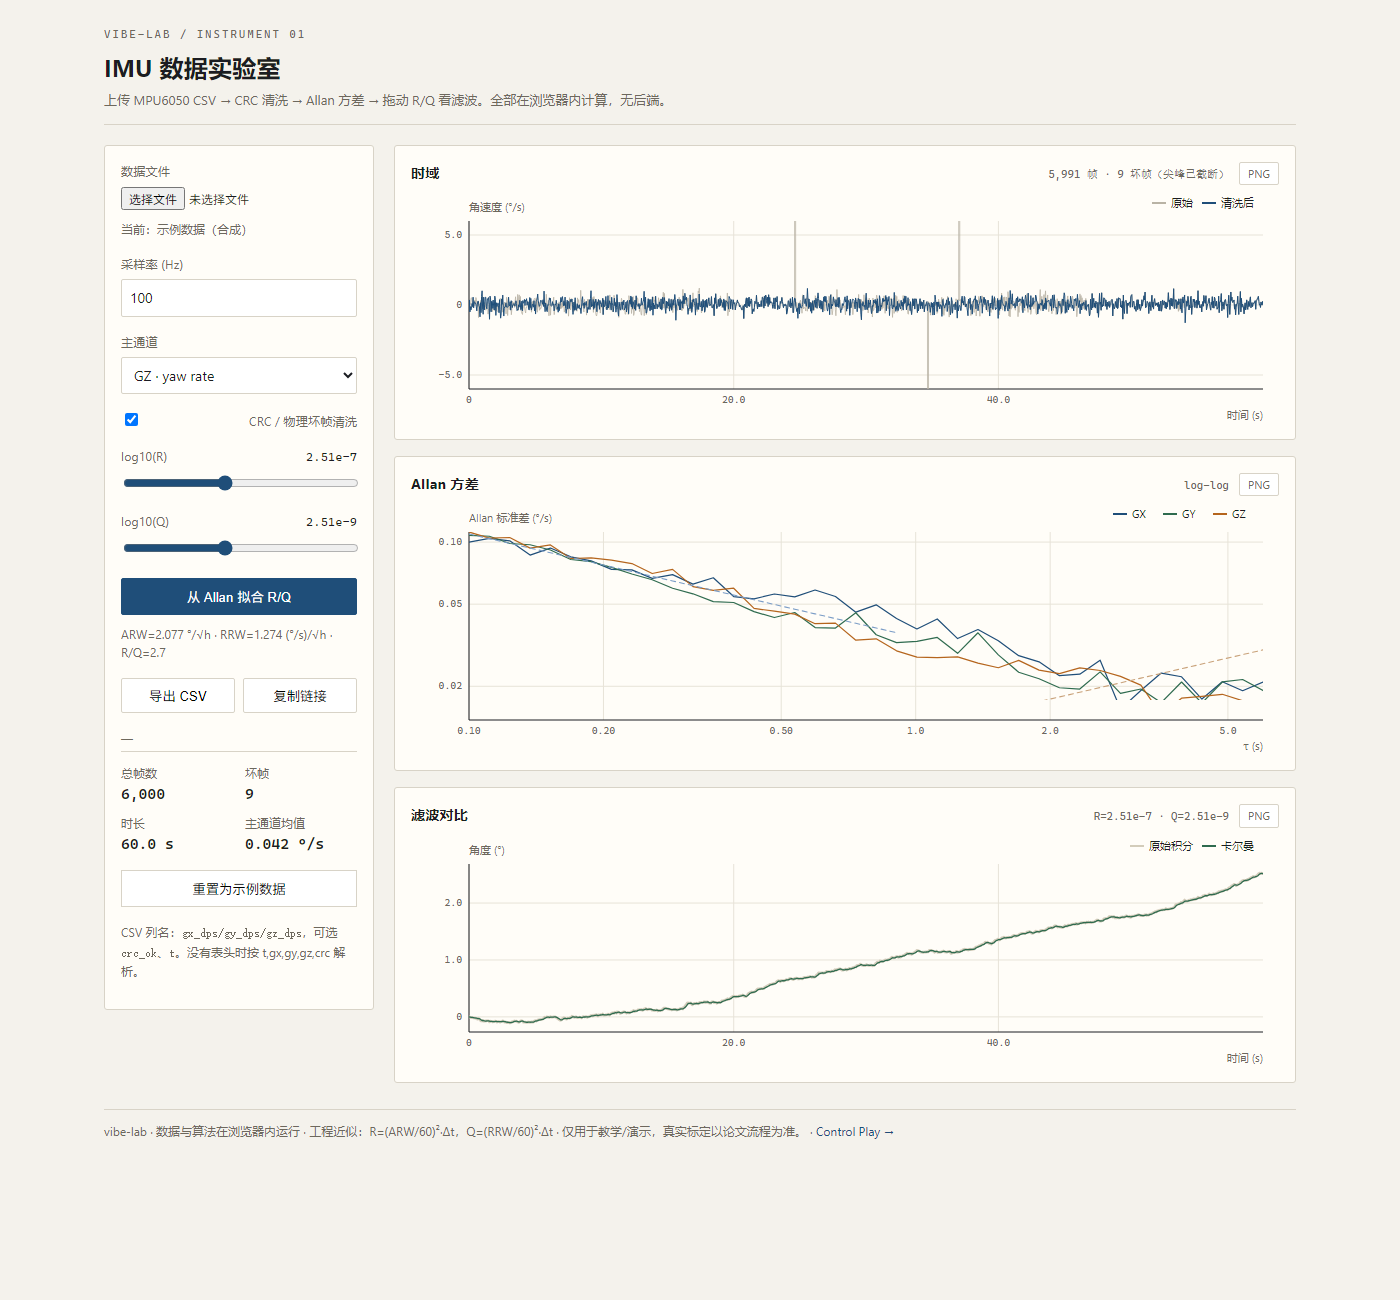 VIBE-LAB / INSTRUMENT 01
IMU 数据实验室
上传 MPU6050 CSV → CRC 清洗 → Allan 方差 → 拖动 R/Q 看滤波。全部在浏览器内计算，无后端。
数据文件
选择文件 未选择文件
当前：示例数据（合成）
采样率 (Hz)
100
主通道
GZ · yaw rate
CRC / 物理坏帧清洗
log10(R) 2.51e-7
log10(Q) 2.51e-9
从 Allan 拟合 R/Q
ARW=2.077 °/√h · RRW=1.274 (°/s)/√h ·
R/Q=2.7
导出 CSV 复制链接
—
总帧数 坏帧
6,000 9
时长 主通道均值
60.0 s 0.042 °/s
重置为示例数据
CSV 列名：gx_dps/gy_dps/gz_dps，可选
crc_ok、t。没有表头时按 t,gx,gy,gz,crc 解
析。
时域 5,991 帧 · 9 坏帧（尖峰已截断） PNG
角速度 (°/s) 原始 清洗后
5.0
0
−5.0
0 20.0 40.0
时间 (s)
Allan 方差 log-log PNG
Allan 标准差 (°/s) GX GY GZ
0.10
0.05
0.02
0.10 0.20 0.50 1.0 2.0 5.0
τ (s)
滤波对比 R=2.51e-7 · Q=2.51e-9 PNG
角度 (°) 原始积分 卡尔曼
2.0
1.0
0
0 20.0 40.0
时间 (s)
vibe-lab · 数据与算法在浏览器内运行 · 工程近似：R=(ARW/60)²·Δt，Q=(RRW/60)²·Δt · 仅用于教学/演示，真实标定以论文流程为准。 · Control Play →